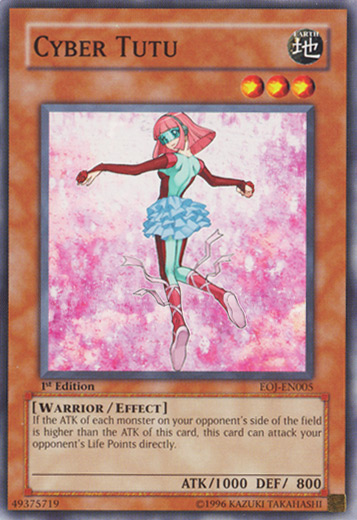 CYBER TUTU
EARTH
地
1st Edition
EOJ-EN005
[WARRIOR / EFFECT]
If the ATK of each monster on your opponent's side of the field
is higher than the ATK of this card, this card can attack your
opponent's Life Points directly.
ATK/1000 DEF/ 800
49375719
©1996 KAZUKI TAKAHASHI